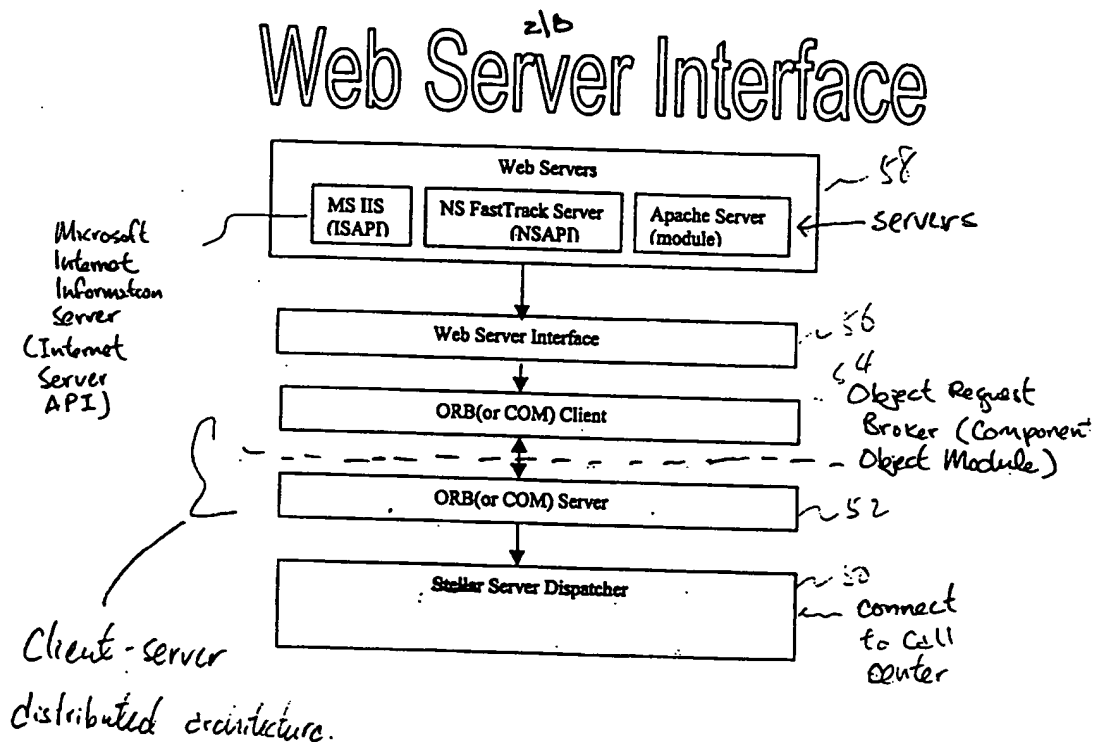 Web Server Interface
Web Servers
58
MS IIS
(ISAPI)
NS FastTrack Server
(NSAPI)
Apache Server
(module)
servers
Microsoft
Internet
Information
Server
(Internet
Server
API)
Web Server Interface
56
54
ORB(or COM) Client
Object Request
Broker (Component
Object Module)
ORB(or COM) Server
52
Stellar Server Dispatcher
50
connect
to call
center
Client-server
distributed architecture.